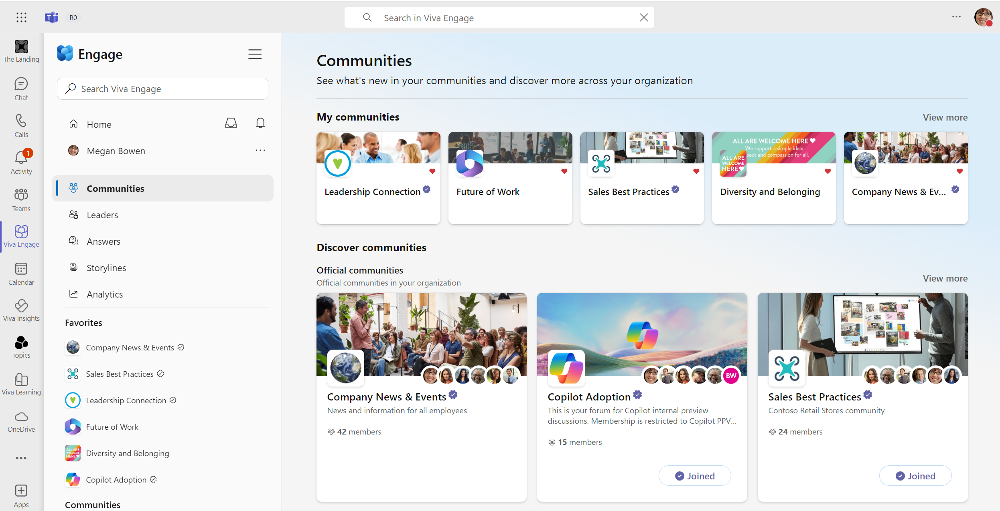 R0
Search in Viva Engage
The Landing
Chat
Calls
1
Activity
Teams
Viva Engage
Calendar
Viva Insights
Topics
Viva Learning
OneDrive
Apps
Engage
Search Viva Engage
Home
Megan Bowen
Communities
Leaders
Answers
Storylines
Analytics
Favorites
Company News & Events
Sales Best Practices
Leadership Connection
Future of Work
ALL ARE
WELCOME
HERE
Diversity and Belonging
Copilot Adoption
Communities
Communities
See what's new in your communities and discover more across your organization
My communities
View more
Leadership Connection
Future of Work
Sales Best Practices
ALL ARE WELCOME HERE
We support a simple idea:
pect and compassion for all.
ALL ARE
WELCOME
HERE
Diversity and Belonging
Company News & Ev...
Discover communities
Official communities
Official communities in your organization
View more
Company News & Events
News and information for all employees
42 members
BW
Copilot Adoption
This is your forum for Copilot internal preview
discussions. Membership is restricted to Copilot PPV...
15 members
Joined
Sales Best Practices
Contoso Retail Stores community
24 members
Joined